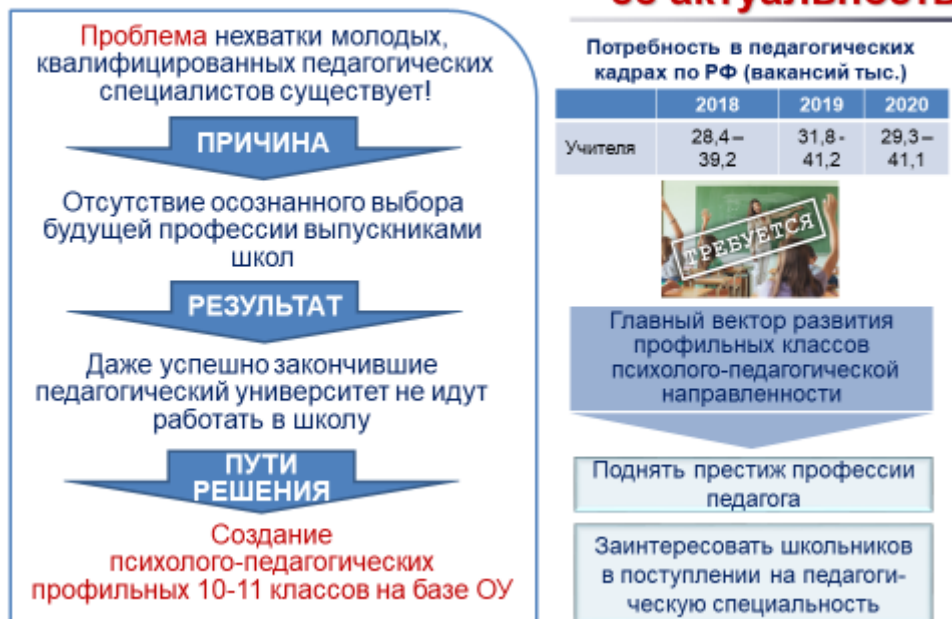 Проблема нехватки молодых,
квалифицированных педагогических
специалистов существует!
ПРИЧИНА
Отсутствие осознанного выбора
будущей профессии выпускниками
школ
РЕЗУЛЬТАТ
Даже успешно закончившие
педагогический университет не идут
работать в школу
ПУТИ
РЕШЕНИЯ
Создание
психолого-педагогических
профильных 10-11 классов на базе ОУ
Потребность в педагогических
кадрах по РФ (вакансий тыс.)
2018 2019 2020
Учителя 28,4– 31,8- 29,3–
39,2 41,2 41,1
ТРЕБУЕТСЯ
Главный вектор развития
профильных классов
психолого-педагогической
направленности
Поднять престиж профессии
педагога
Заинтересовать школьников
в поступлении на педагоги-
ческую специальность